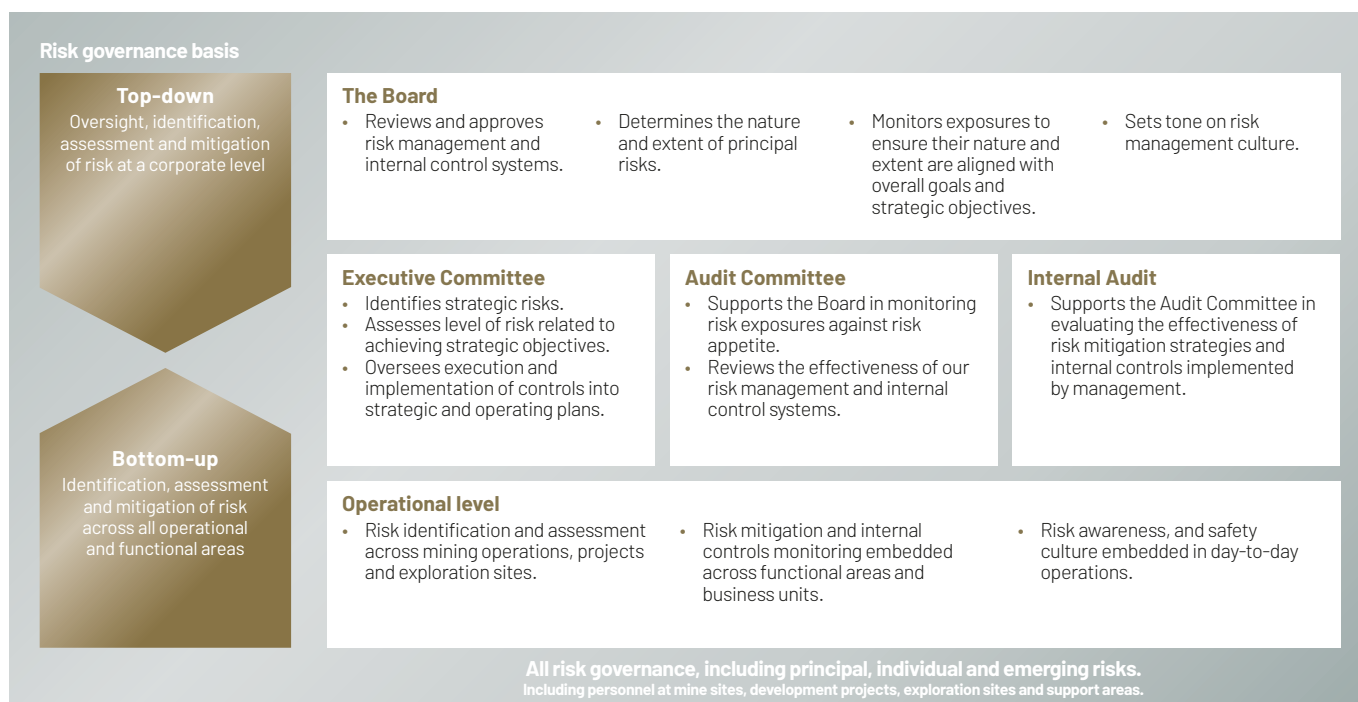 Risk governance basis
Top-down
Oversight, identification,
assessment and mitigation
of risk at a corporate level
The Board
• Reviews and approves
risk management and
internal control systems.
• Determines the nature
and extent of principal
risks.
• Monitors exposures to
ensure their nature and
extent are aligned with
overall goals and
strategic objectives.
• Sets tone on risk
management culture.
Executive Committee
• Identifies strategic risks.
• Assesses level of risk related to
achieving strategic objectives.
• Oversees execution and
implementation of controls into
strategic and operating plans.
Audit Committee
• Supports the Board in monitoring
risk exposures against risk
appetite.
• Reviews the effectiveness of our
risk management and internal
control systems.
Internal Audit
• Supports the Audit Committee in
evaluating the effectiveness of
risk mitigation strategies and
internal controls implemented
by management.
Bottom-up
Identification, assessment
and mitigation of risk
across all operational
and functional areas
Operational level
• Risk identification and assessment
across mining operations, projects
and exploration sites.
• Risk mitigation and internal
controls monitoring embedded
across functional areas and
business units.
• Risk awareness, and safety
culture embedded in day-to-day
operations.
All risk governance, including principal, individual and emerging risks.
Including personnel at mine sites, development projects, exploration sites and support areas.